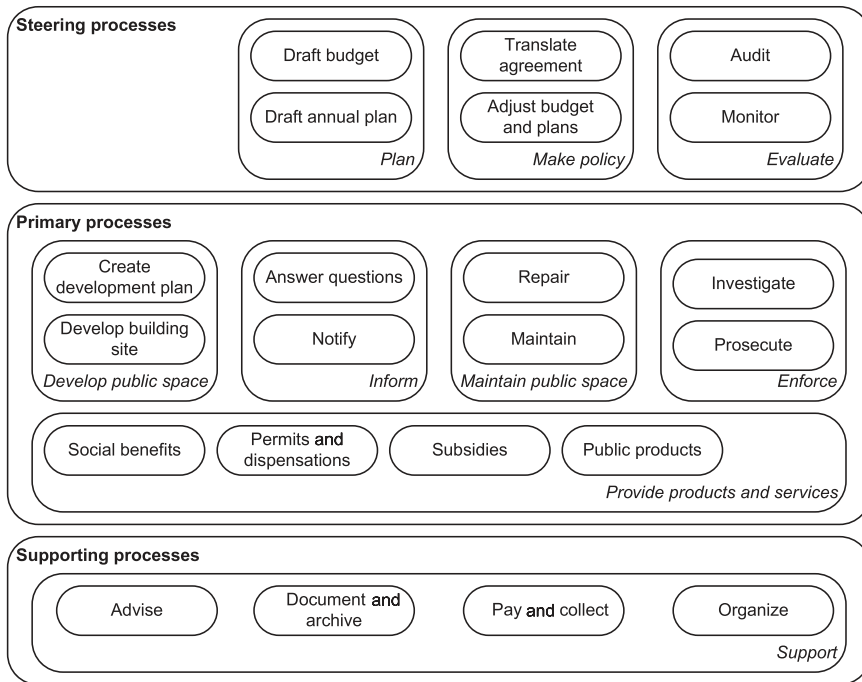 Steering processes
Draft budget
Draft annual plan
Plan
Translate
agreement
Adjust budget
and plans
Make policy
Audit
Monitor
Evaluate
Primary processes
Create
development plan
Develop building
site
Develop public space
Answer questions
Notify
Inform
Repair
Maintain
Maintain public space
Investigate
Prosecute
Enforce
Social benefits
Permits and
dispensations
Subsidies
Public products
Provide products and services
Supporting processes
Advise
Document and
archive
Pay and collect
Organize
Support